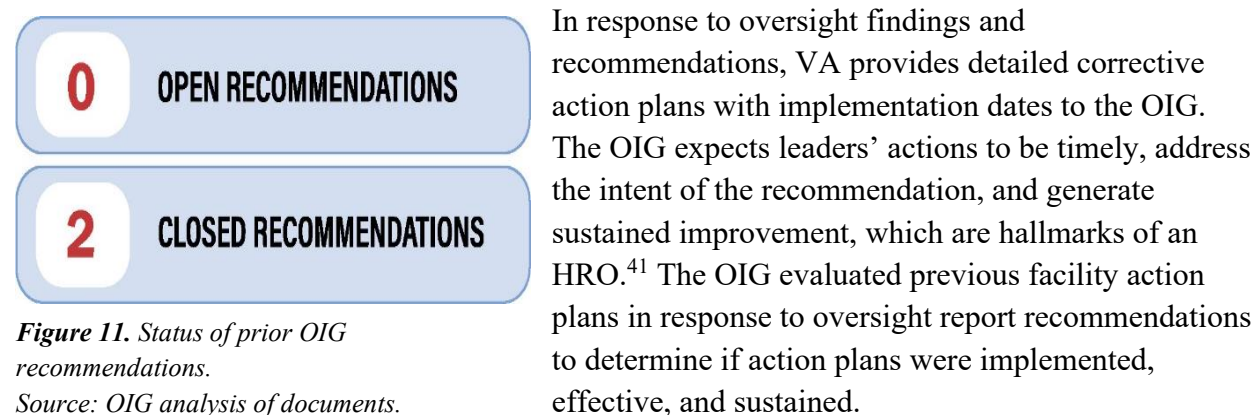 0 OPEN RECOMMENDATIONS
2 CLOSED RECOMMENDATIONS
Figure 11. Status of prior OIG
recommendations.
Source: OIG analysis of documents.
In response to oversight findings and
recommendations, VA provides detailed corrective
action plans with implementation dates to the OIG.
The OIG expects leaders’ actions to be timely, address
the intent of the recommendation, and generate
sustained improvement, which are hallmarks of an
HRO.41 The OIG evaluated previous facility action
plans in response to oversight report recommendations
to determine if action plans were implemented,
effective, and sustained.